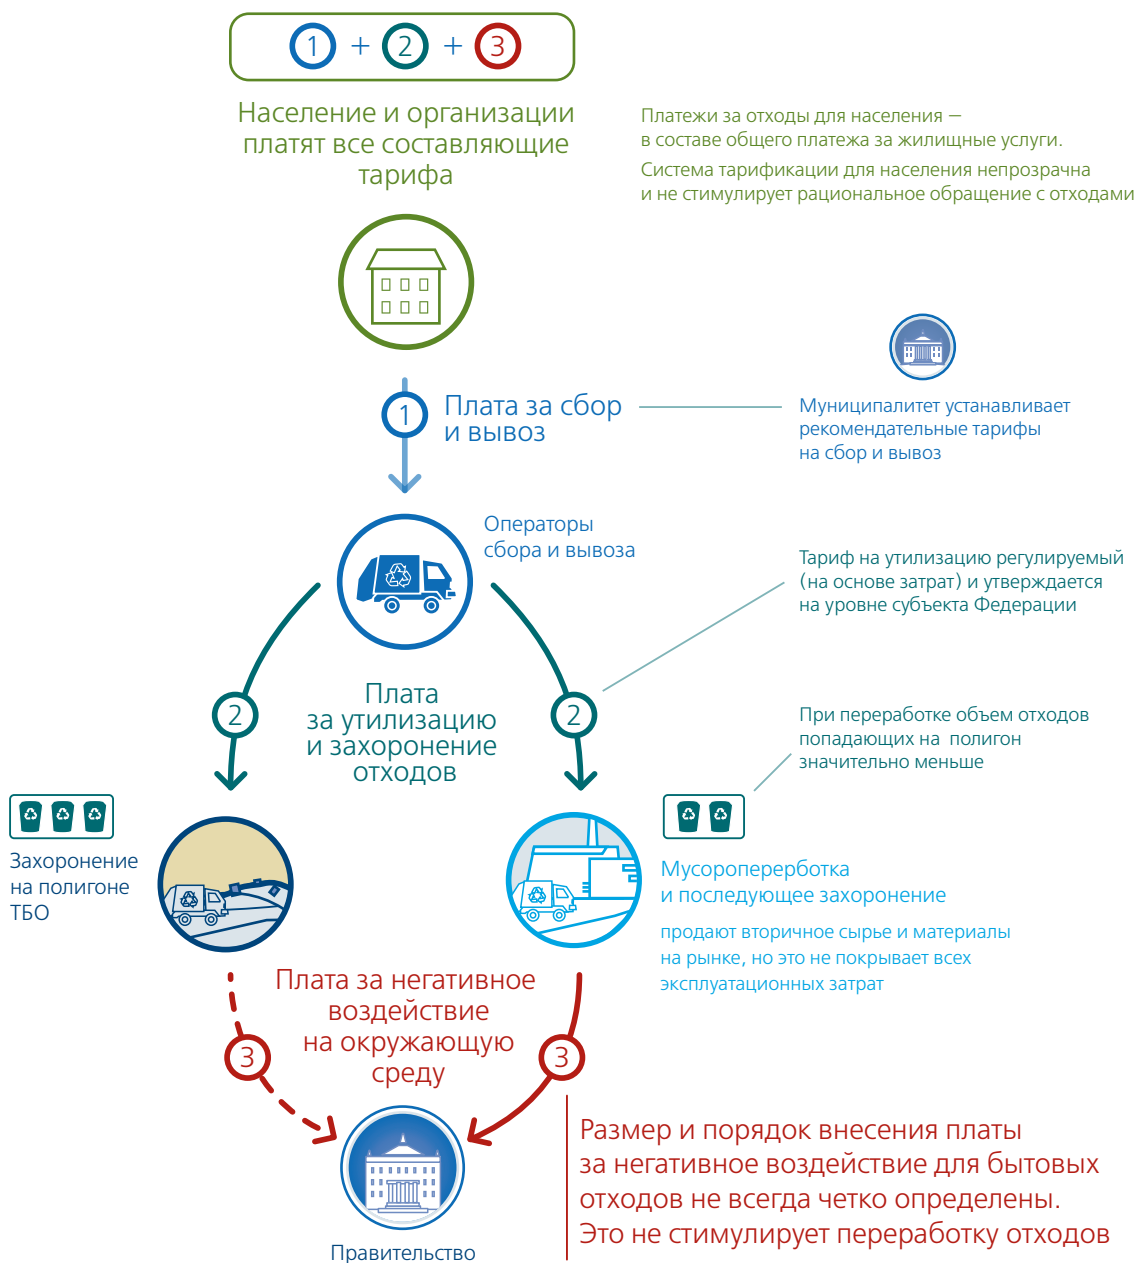 1 + 2 + 3
Население и организации
платят все составляющие
тарифа
Платежи за отходы для населения —
в составе общего платежа за жилищные услуги.
Система тарификации для населения непрозрачна
и не стимулирует рациональное обращение с отходами
1
Плата за сбор
и вывоз
Муниципалитет устанавливает
рекомендательные тарифы
на сбор и вывоз
Операторы
сбора и вывоза
Тариф на утилизацию регулируемый
(на основе затрат) и утверждается
на уровне субъекта Федерации
2
Плата
за утилизацию
и захоронение
отходов
2
При переработке объем отходов
попадающих на полигон
значительно меньше
Захоронение
на полигоне
ТБО
Мусороперерботка
и последующее захоронение
продают вторичное сырье и материалы
на рынке, но это не покрывает всех
эксплуатационных затрат
Плата за негативное
воздействие
на окружающую
среду
3
3
Размер и порядок внесения платы
за негативное воздействие для бытовых
отходов не всегда четко определены.
Это не стимулирует переработку отходов
Правительство